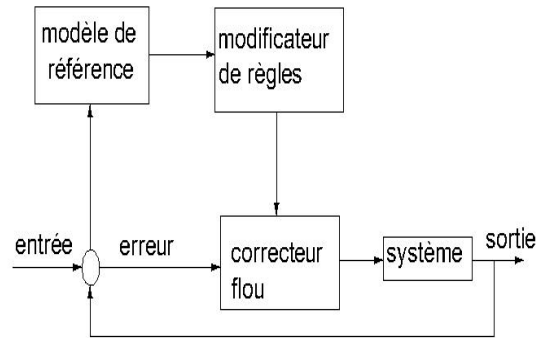 modèle de
référence
modificateur
de règles
entrée
erreur
correcteur
flou
système
sortie